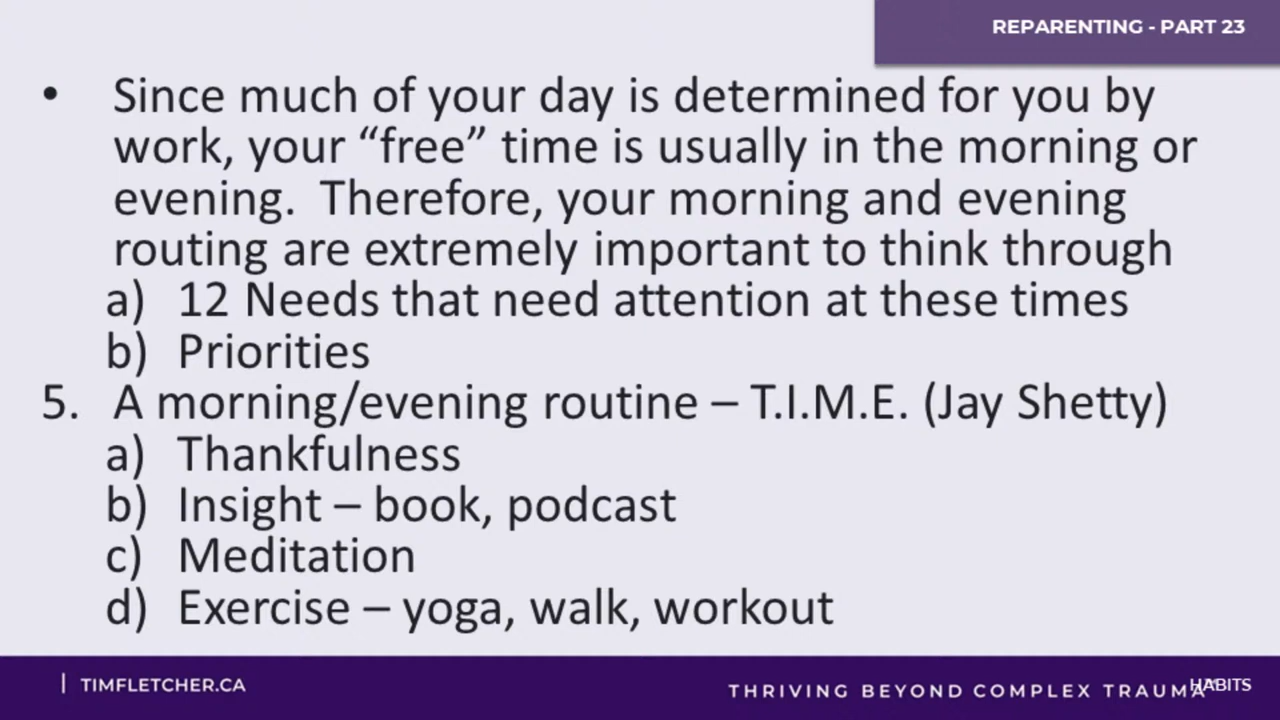 REPARENTING - PART 23
• Since much of your day is determined for you by
work, your “free” time is usually in the morning or
evening.  Therefore, your morning and evening
routing are extremely important to think through
a) 12 Needs that need attention at these times
b) Priorities
5. A morning/evening routine – T.I.M.E. (Jay Shetty)
a) Thankfulness
b) Insight – book, podcast
c) Meditation
d) Exercise – yoga, walk, workout
| TIMFLETCHER.CA
THRIVING BEYOND COMPLEX TRAUMA
HABITS